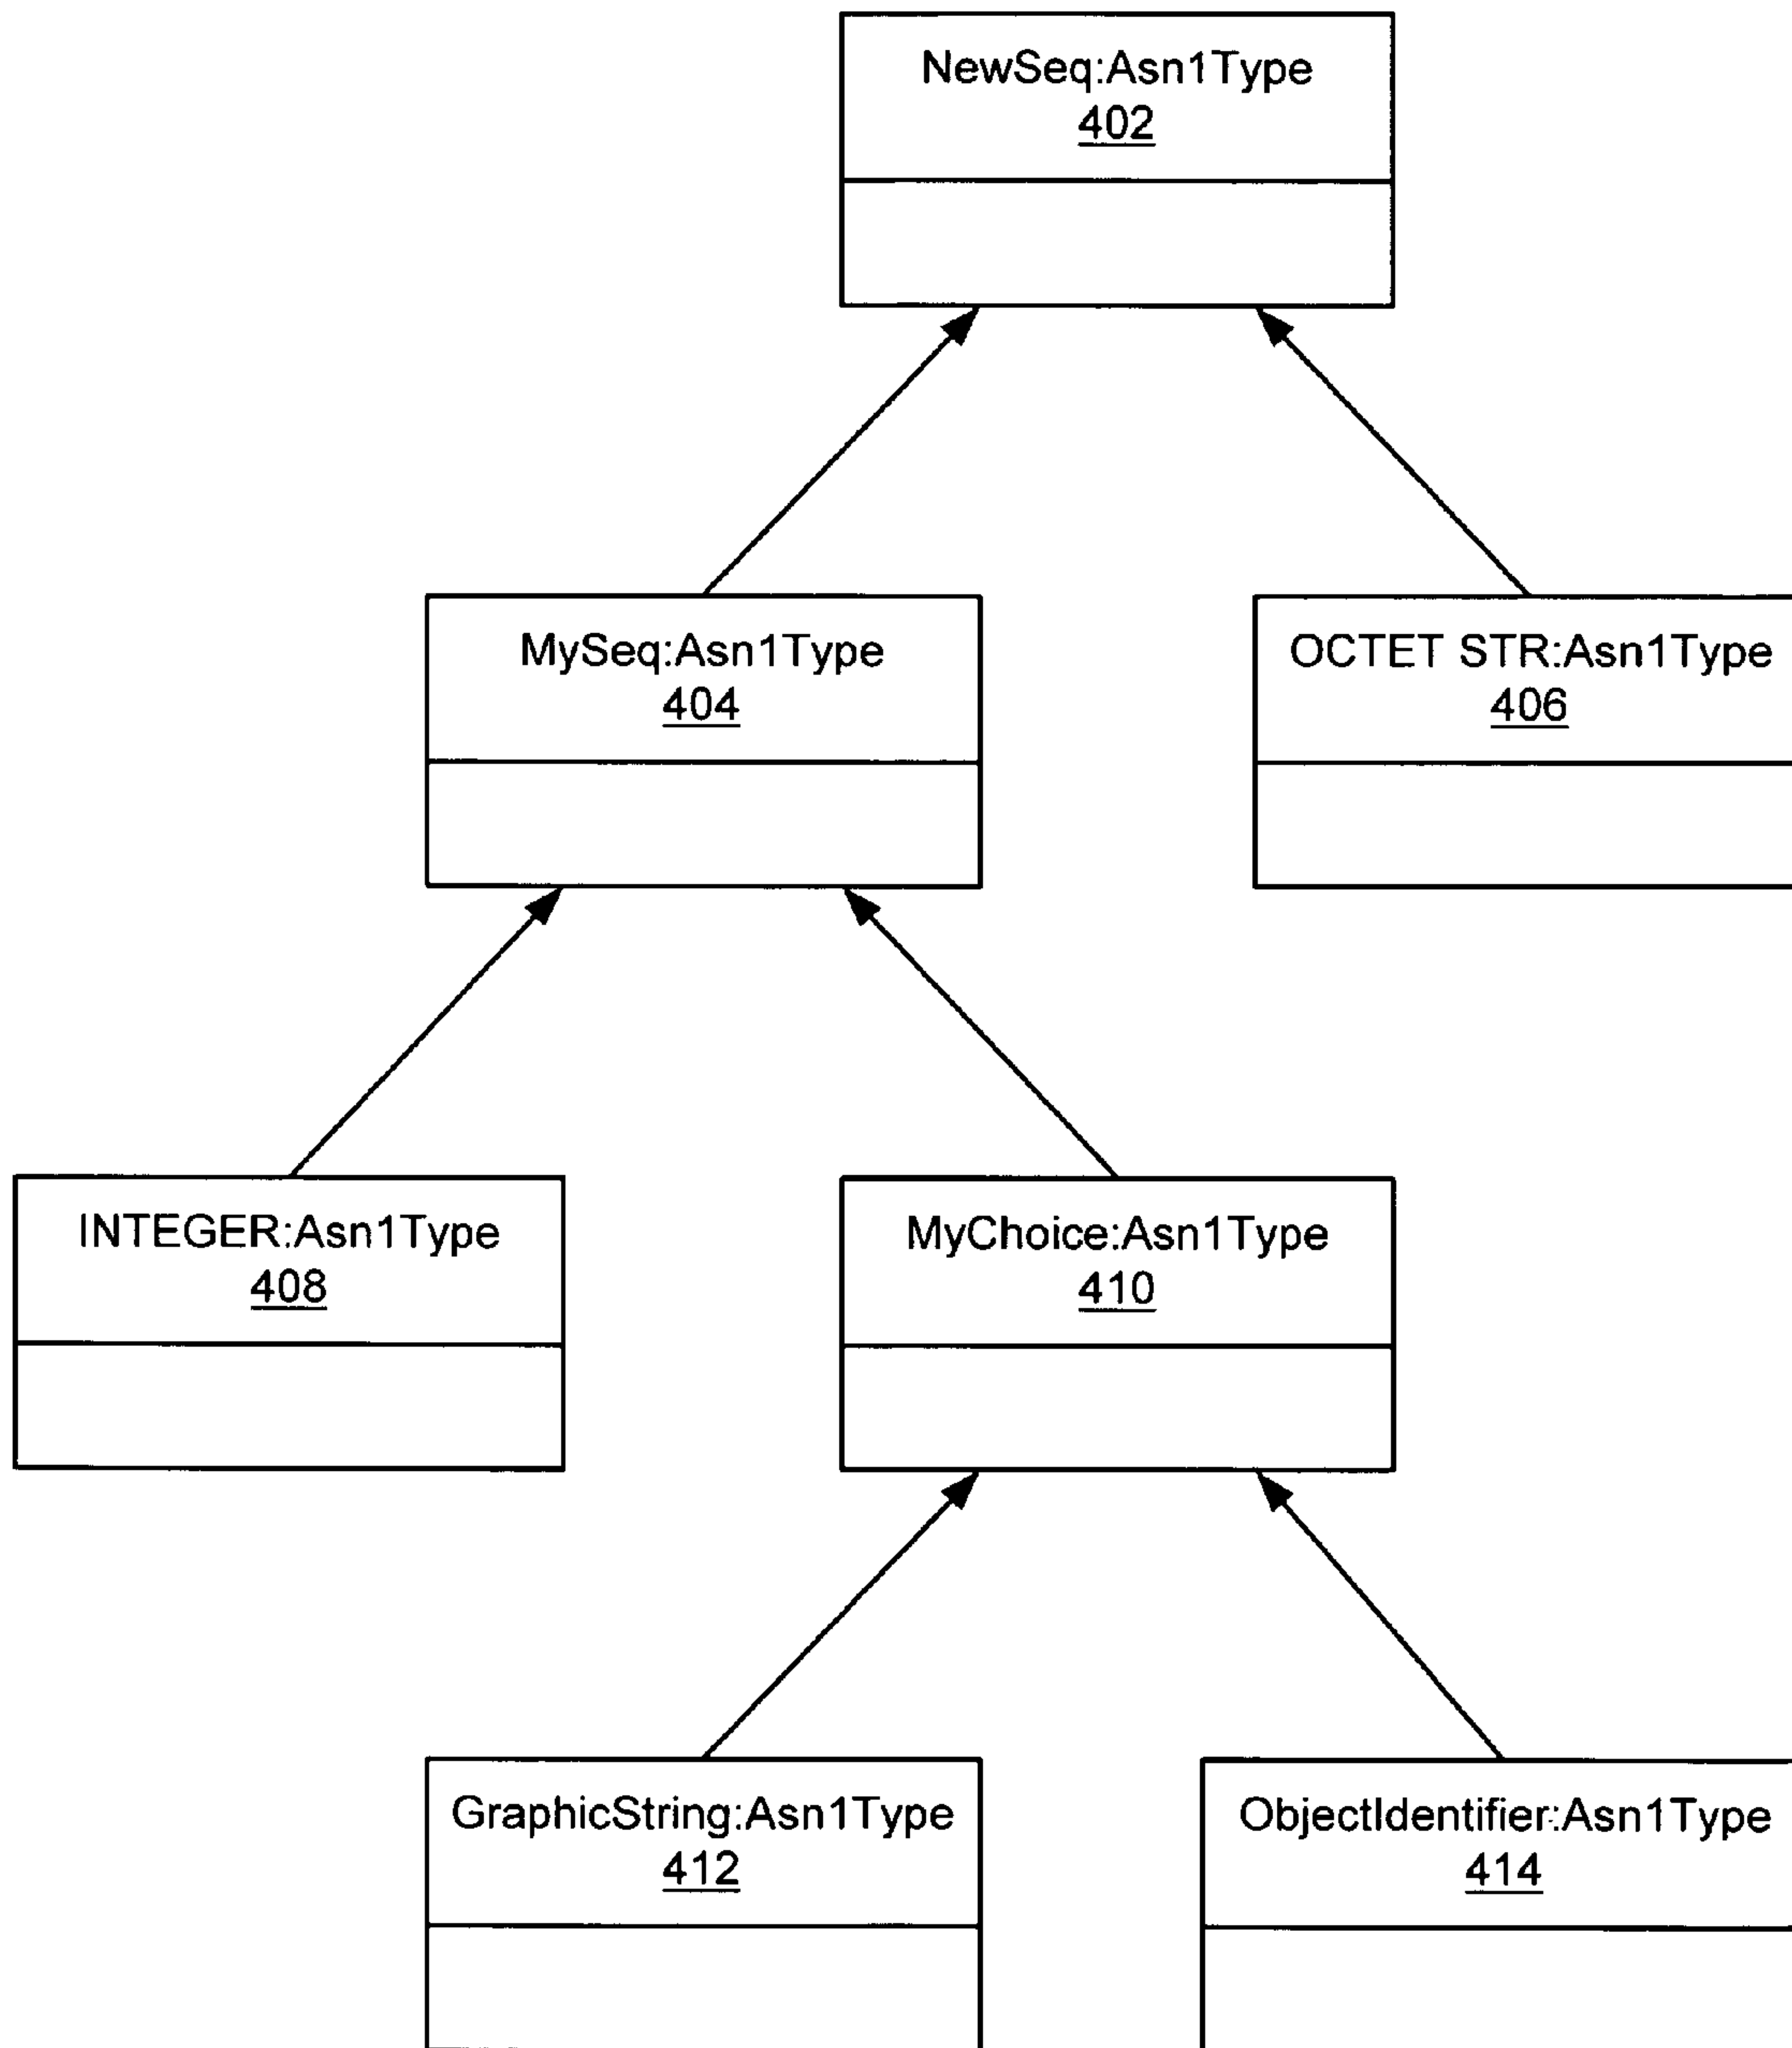 NewSeq:Asn1Type
402
MySeq:Asn1Type
404
OCTET STR:Asn1Type
406
INTEGER:Asn1Type
408
MyChoice:Asn1Type
410
GraphicString:Asn1Type
412
ObjectIdentifier:Asn1Type
414